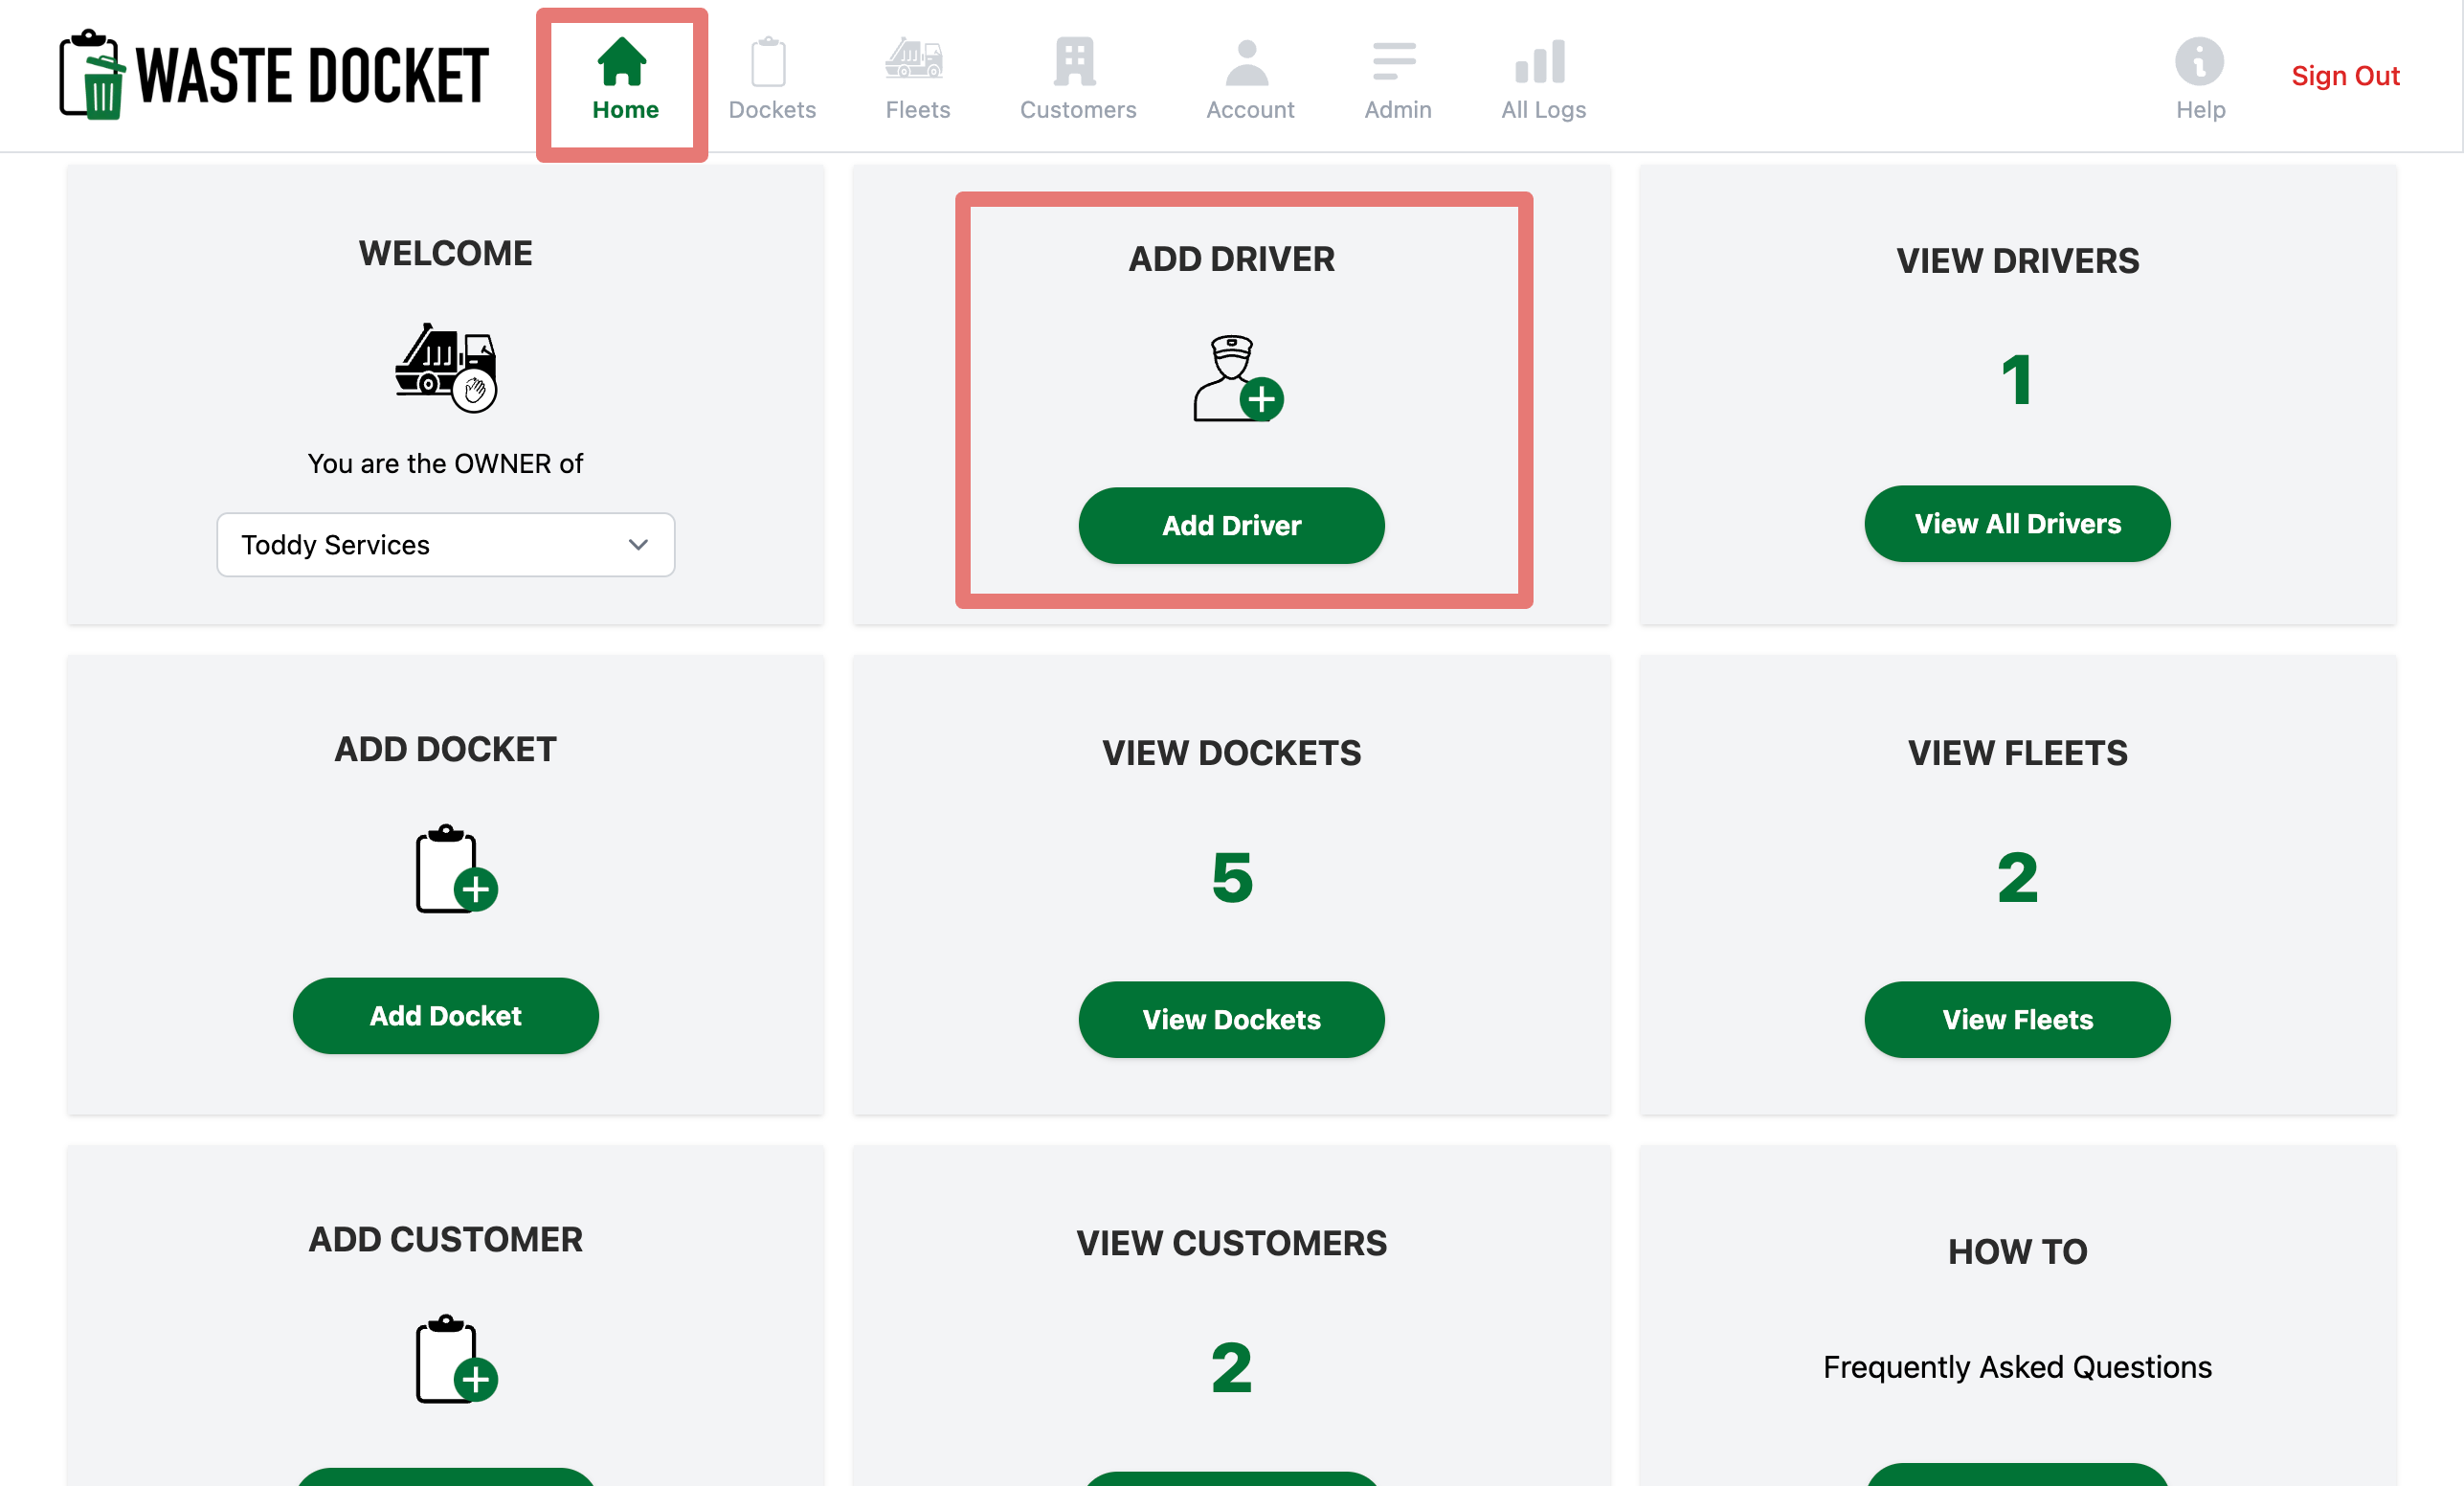 WASTE DOCKET
Home
Dockets
Fleets
Customers
Account
Admin
All Logs
Help
Sign Out
WELCOME
You are the OWNER of
Toddy Services
ADD DRIVER
Add Driver
VIEW DRIVERS
1
View All Drivers
ADD DOCKET
Add Docket
VIEW DOCKETS
5
View Dockets
VIEW FLEETS
2
View Fleets
ADD CUSTOMER
VIEW CUSTOMERS
2
HOW TO
Frequently Asked Questions